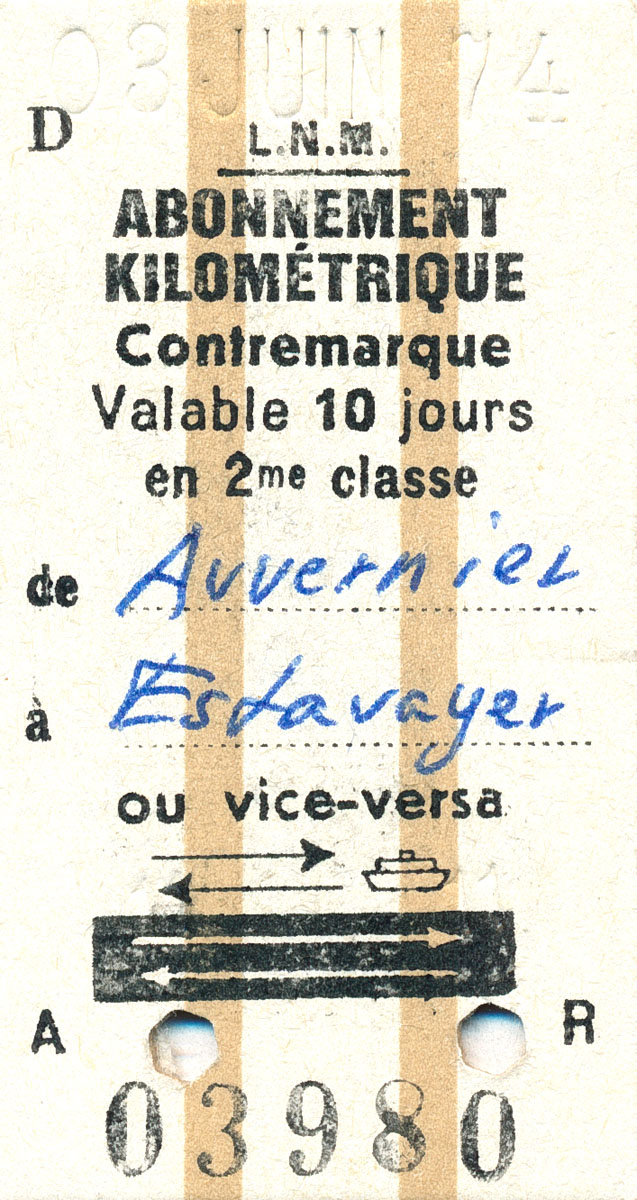 03 JUIN 74
D
L.N.M.
ABONNEMENT
KILOMÉTRIQUE
Contremarque
Valable 10 jours
en 2me classe
de Auvernier
à Estavayer
ou vice-versa
A R
03980